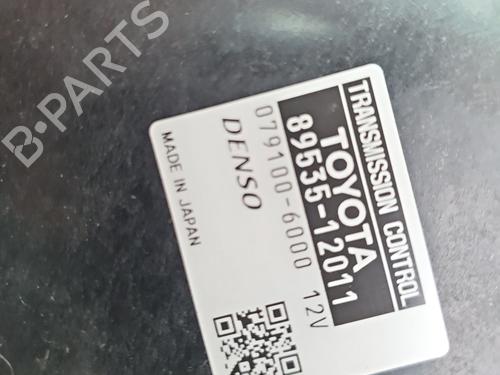 B-PARTS
TRANSMISSION CONTROL
TOYOTA
89535-12011
079100-6000 12V
DENSO
MADE IN JAPAN